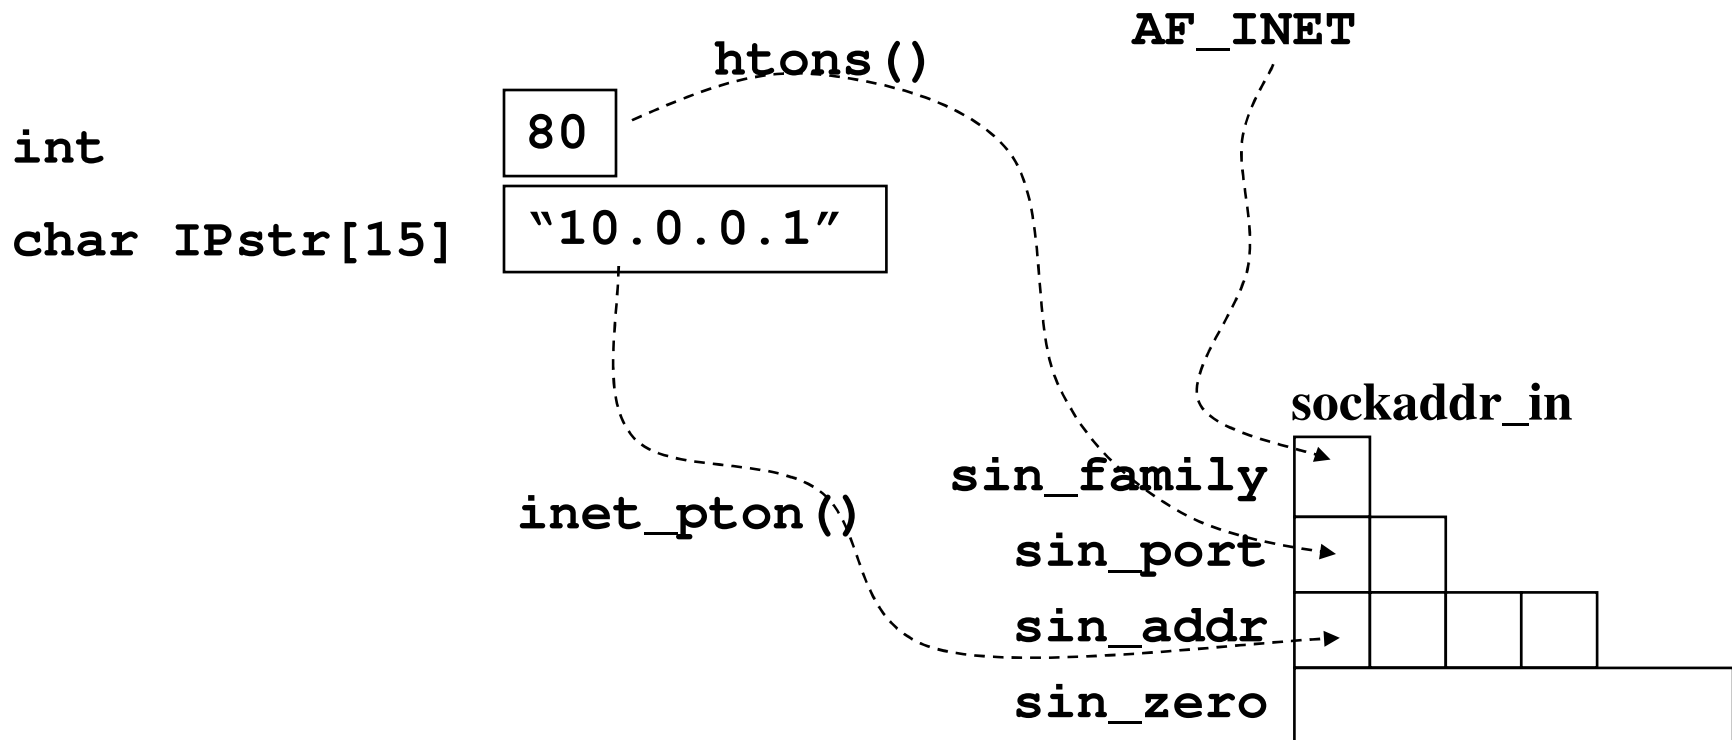 AF_INET
htons()
int
80
char IPstr[15]
“10.0.0.1”
sockaddr_in
sin_family
inet_pton()
sin_port
sin_addr
sin_zero